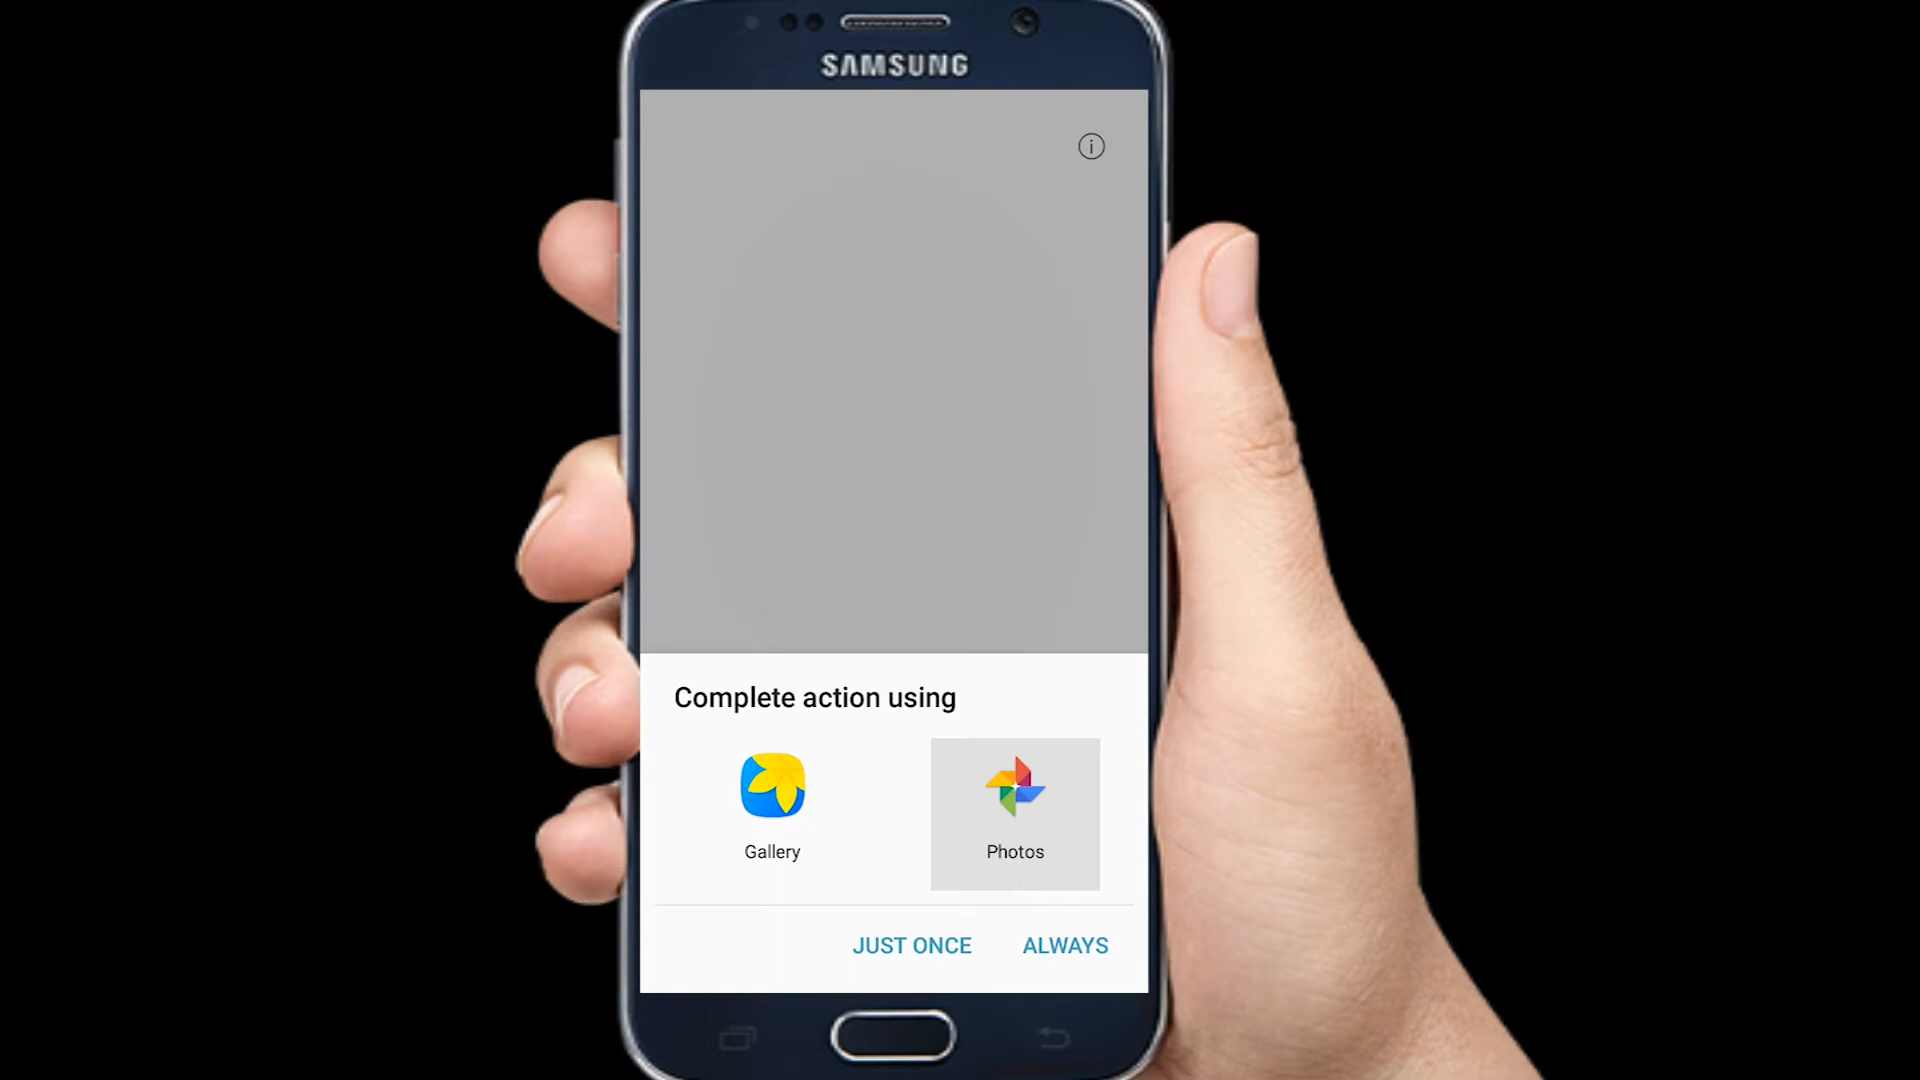 SAMSUNG
Complete action using
Gallery
Photos
JUST ONCE
ALWAYS